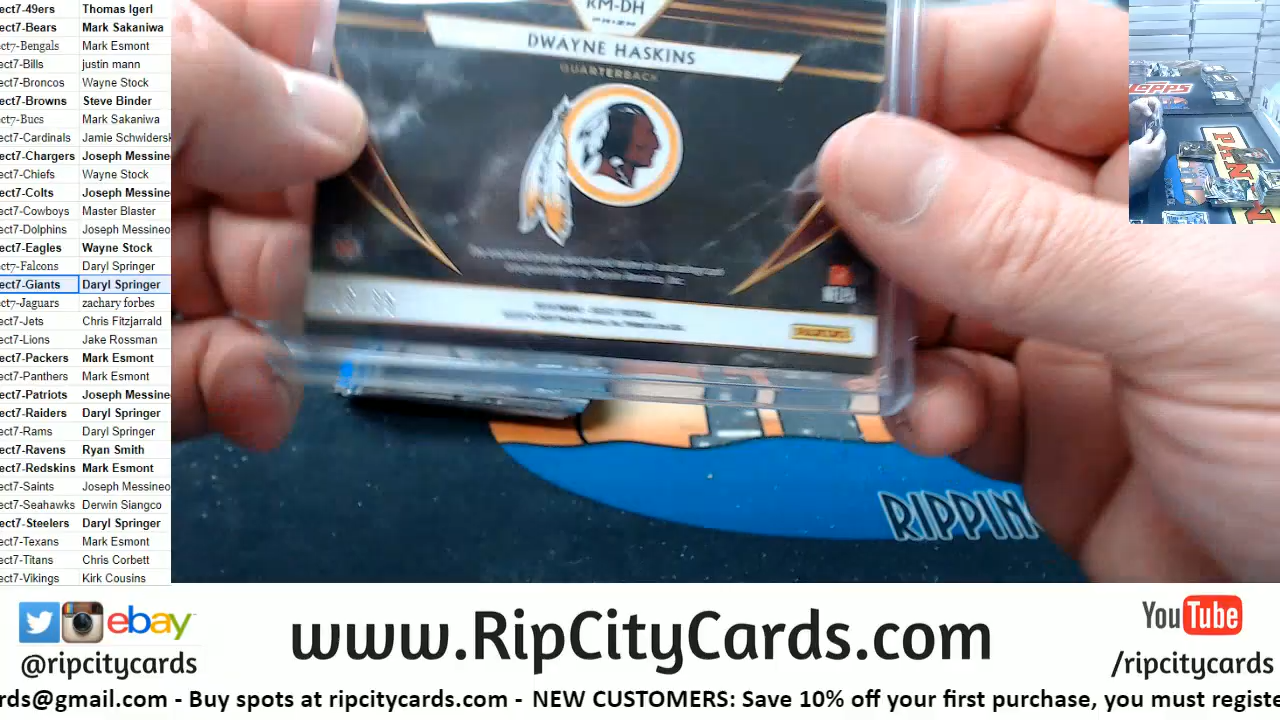 ect7-49ers Thomas Igerl
ect7-Bears Mark Sakaniwa
ect7-Bengals Mark Esmont
ect7-Bills justin mann
ect7-Broncos Wayne Stock
ect7-Browns Steve Binder
ect7-Bucs Mark Sakaniwa
ect7-Cardinals Jamie Schwidersk
ect7-Chargers Joseph Messine
ect7-Chiefs Wayne Stock
ect7-Colts Joseph Messine
ect7-Cowboys Master Blaster
ect7-Dolphins Joseph Messineo
ect7-Eagles Wayne Stock
ect7-Falcons Daryl Springer
ect7-Giants Daryl Springer
ect7-Jaguars zachary forbes
ect7-Jets Chris Fitzjarrald
ect7-Lions Jake Rossman
ect7-Packers Mark Esmont
ect7-Panthers Mark Esmont
ect7-Patriots Joseph Messine
ect7-Raiders Daryl Springer
ect7-Rams Daryl Springer
ect7-Ravens Ryan Smith
ect7-Redskins Mark Esmont
ect7-Saints Joseph Messineo
ect7-Seahawks Derwin Siangco
ect7-Steelers Daryl Springer
ect7-Texans Mark Esmont
ect7-Titans Chris Corbett
ect7-Vikings Kirk Cousins
RM-DH
PRIZM
DWAYNE HASKINS
QUARTERBACK
PANINI
RIPPIN
TOPPS
PANIN
ebay
@ripcitycards
www.RipCityCards.com
YouTube
/ripcitycards
rds@gmail.com - Buy spots at ripcitycards.com - NEW CUSTOMERS: Save 10% off your first purchase, you must registe